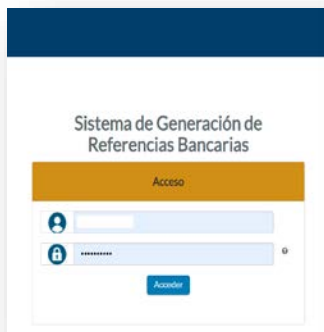 Sistema de Generación de
Referencias Bancarias
Acceso
Acceder